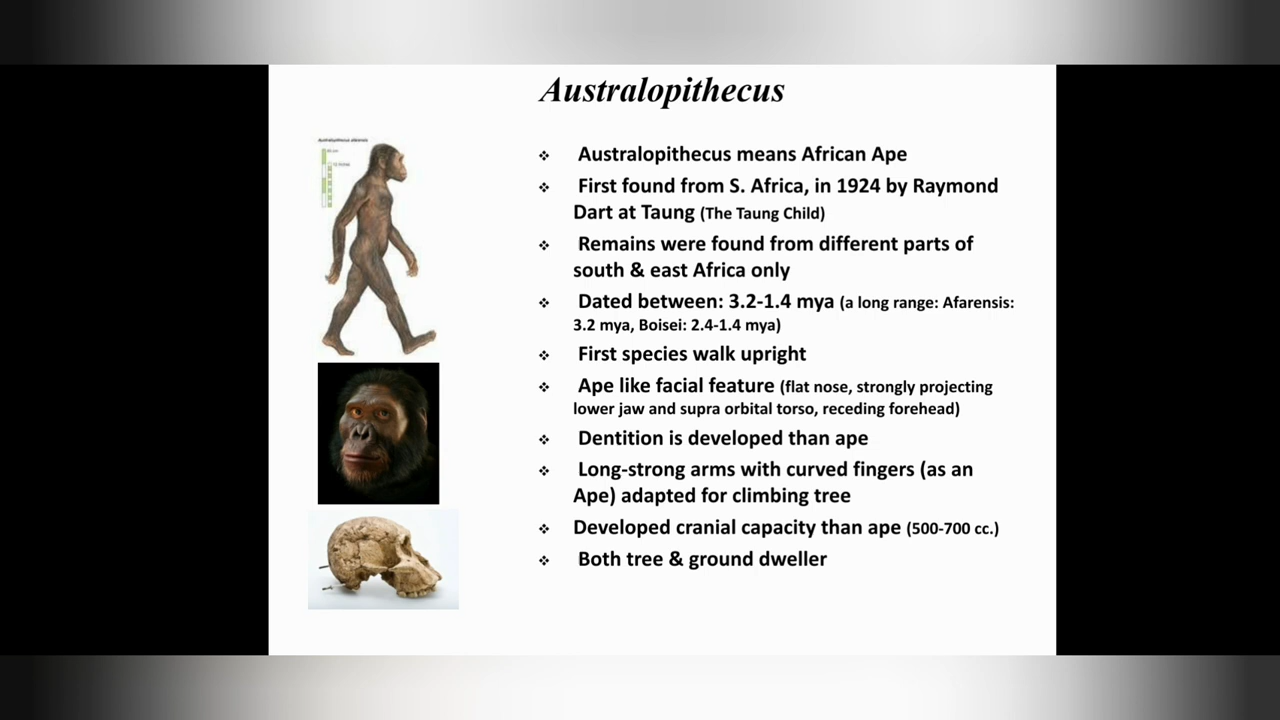 Australopithecus
❖ Australopithecus means African Ape
❖ First found from S. Africa, in 1924 by Raymond
Dart at Taung (The Taung Child)
❖ Remains were found from different parts of
south & east Africa only
❖ Dated between: 3.2-1.4 mya (a long range: Afarensis:
3.2 mya, Boisei: 2.4-1.4 mya)
❖ First species walk upright
❖ Ape like facial feature (flat nose, strongly projecting
lower jaw and supra orbital torso, receding forehead)
❖ Dentition is developed than ape
❖ Long-strong arms with curved fingers (as an
Ape) adapted for climbing tree
❖ Developed cranial capacity than ape (500-700 cc.)
❖ Both tree & ground dweller